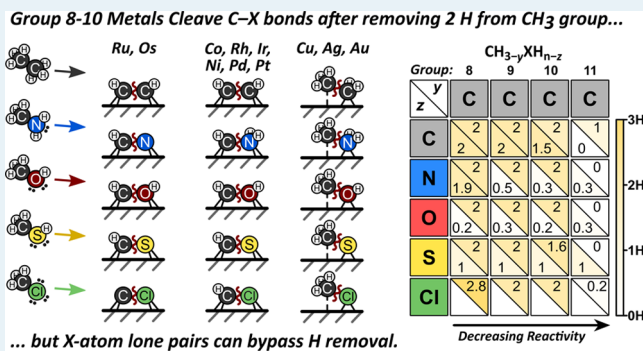 Group 8-10 Metals Cleave C–X bonds after removing 2 H from CH₃ group...
Ru, Os
Co, Rh, Ir,
Ni, Pd, Pt
Cu, Ag, Au
CH₃₋yXHn₋z
Group: 8 9 10 11
y
z
C C C C
3H
2H
1H
0H
C 2 2 2 1
2 2 1.5 0
N 2 2 2 0
1.9 0.5 0.3 0.3
O 2 2 2 0
0.2 0.3 0.2 0.3
S 2 2 1.6 0
1 1 1 1
Cl 2.8 2 2 0.2
Decreasing Reactivity
... but X-atom lone pairs can bypass H removal.